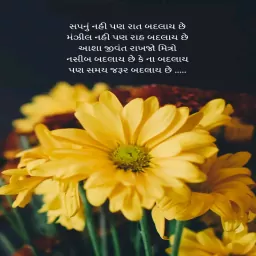 સપનું નહી પણ રાત બદલાય છે
મંઝીલ નહી પણ રાહ બદલાય છે
આશા જીવંત રાખજો મિત્રો
નસીબ બદલાય છે કે ના બદલાય
પણ સમય જરૂર બદલાય છે .....